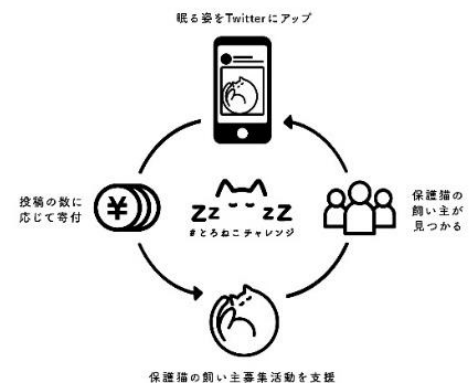 眠る姿をTwitterにアップ
投稿の数に
応じて寄付
¥
zz zz
#とろねこチャレンジ
保護猫の
飼い主が
見つかる
保護猫の飼い主募集活動を支援